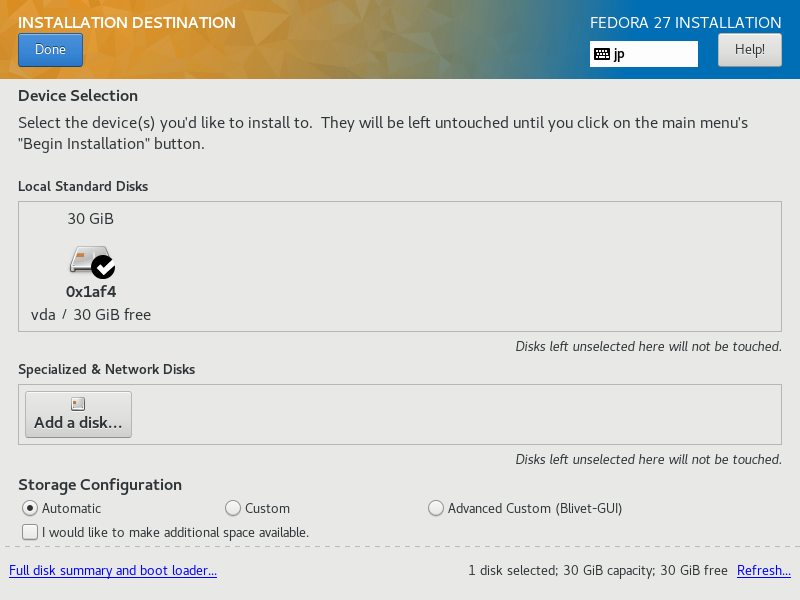 INSTALLATION DESTINATION
FEDORA 27 INSTALLATION
Done
jp
Help!
Device Selection
Select the device(s) you'd like to install to.  They will be left untouched until you click on the main menu's
"Begin Installation" button.
Local Standard Disks
30 GiB
0x1af4
vda / 30 GiB free
Disks left unselected here will not be touched.
Specialized & Network Disks
Add a disk...
Disks left unselected here will not be touched.
Storage Configuration
Automatic
Custom
Advanced Custom (Blivet-GUI)
I would like to make additional space available.
Full disk summary and boot loader...
1 disk selected; 30 GiB capacity; 30 GiB free
Refresh...